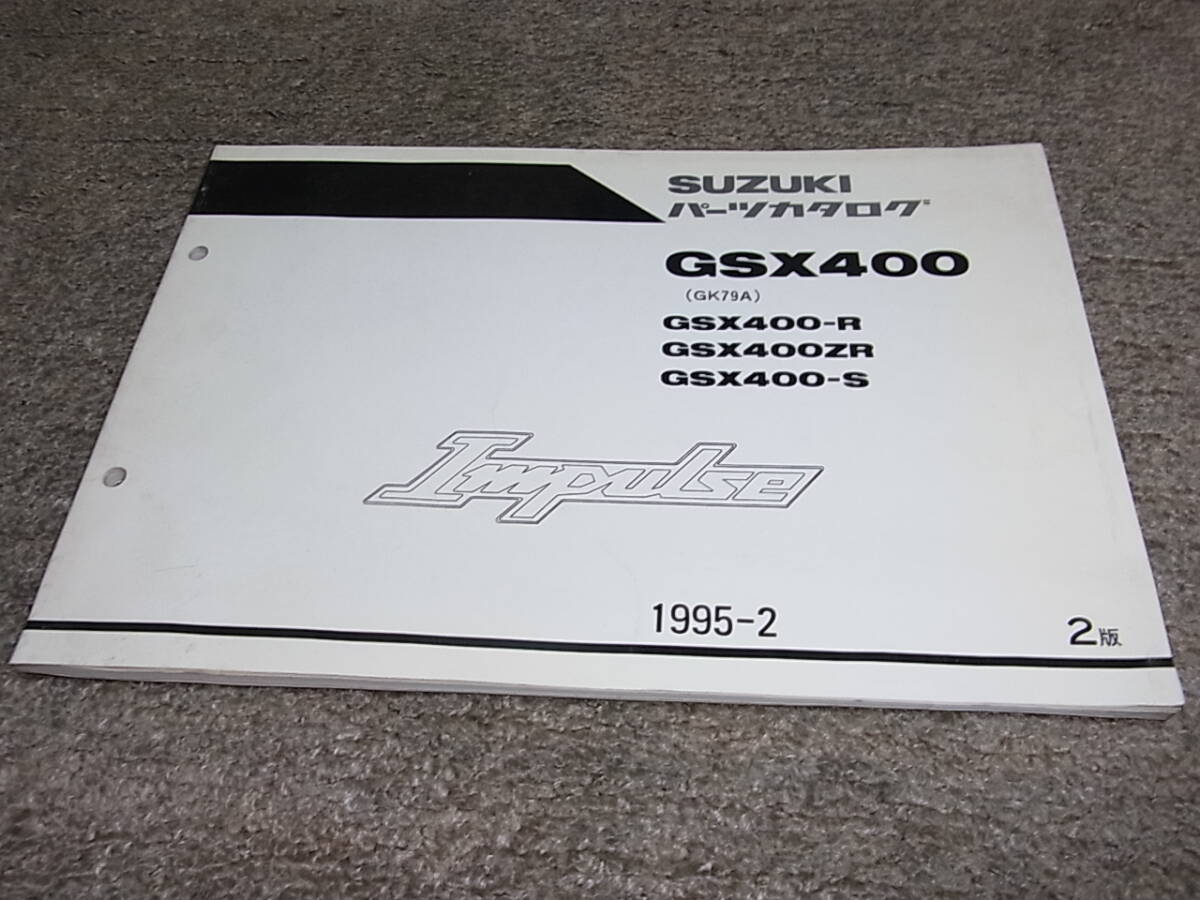 SUZUKI
パーツカタログ
GSX400
(GK79A)
GSX400-R
GSX400ZR
GSX400-S
Impulse
1995-2
2版